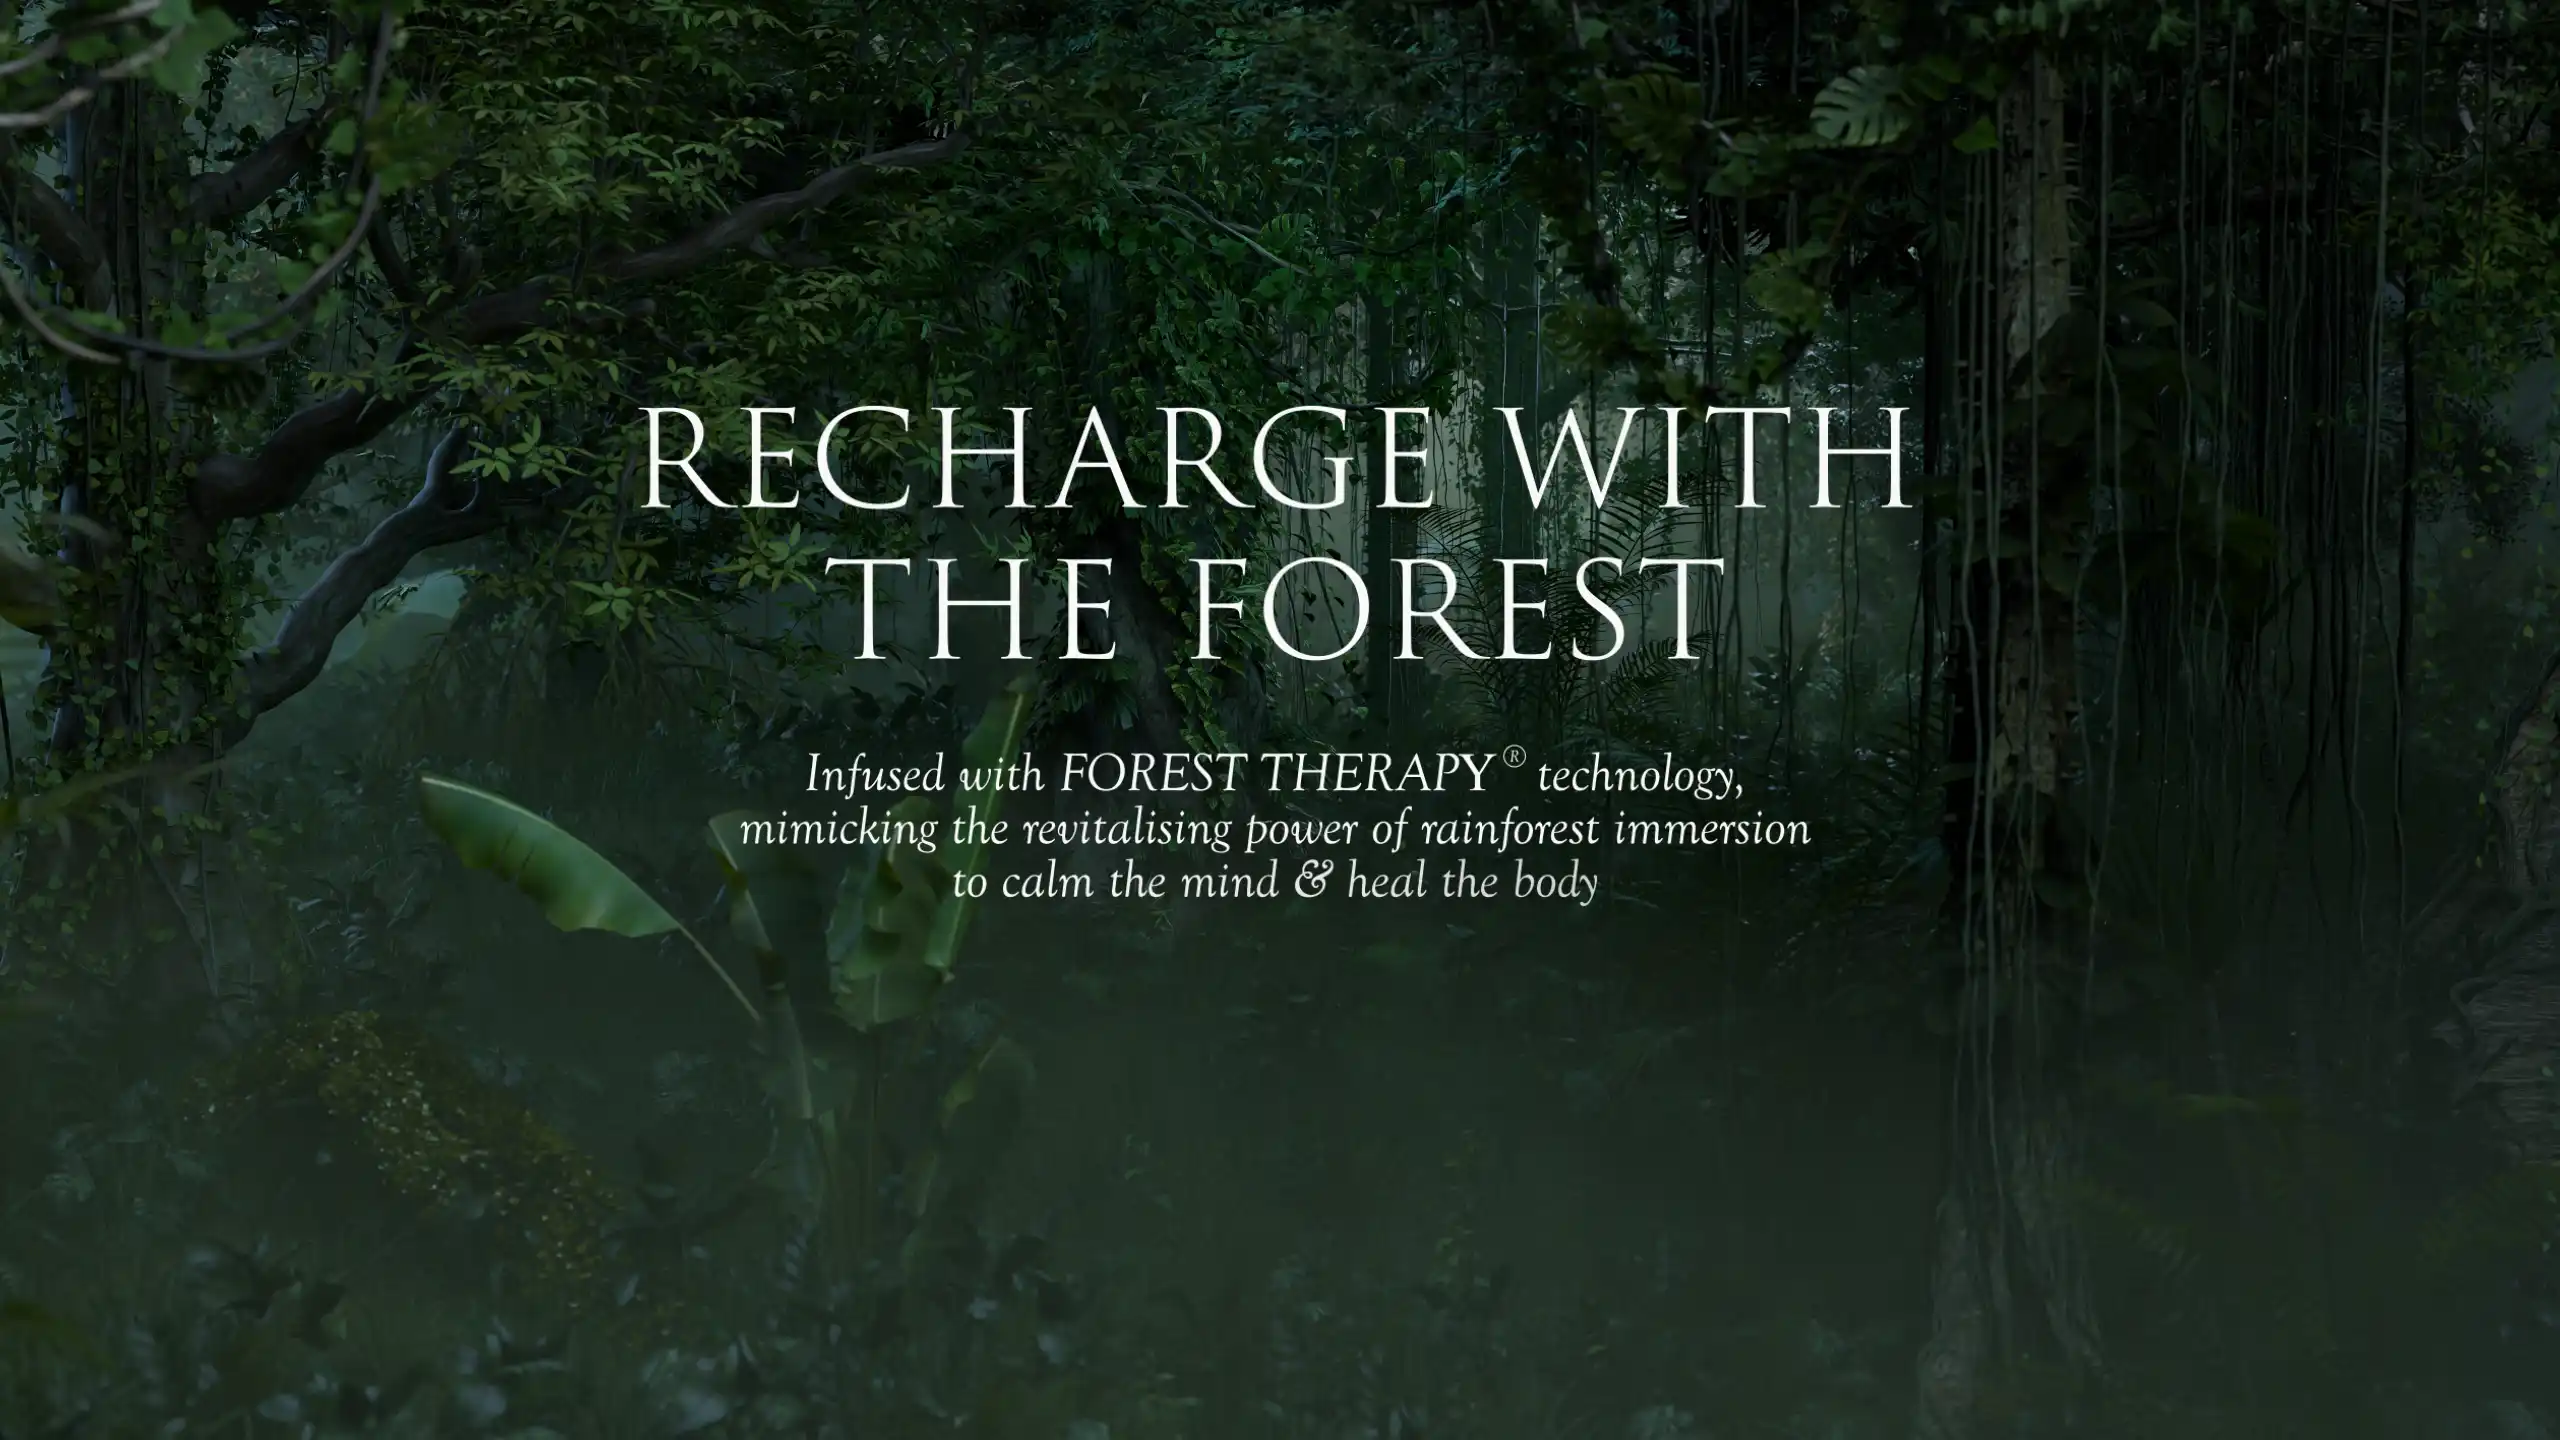 RECHARGE WITH
THE FOREST
Infused with FOREST THERAPY® technology,
mimicking the revitalising power of rainforest immersion
to calm the mind & heal the body